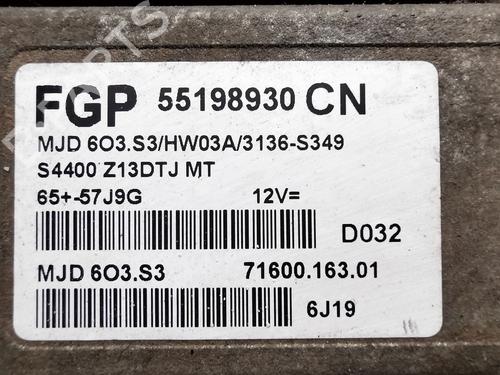 FGP 55198930 CN
MJD 6O3.S3/HW03A/3136-S349
S4400 Z13DTJ MT
65+-57J9G 12V=
D032
MJD 6O3.S3 71600.163.01
6J19